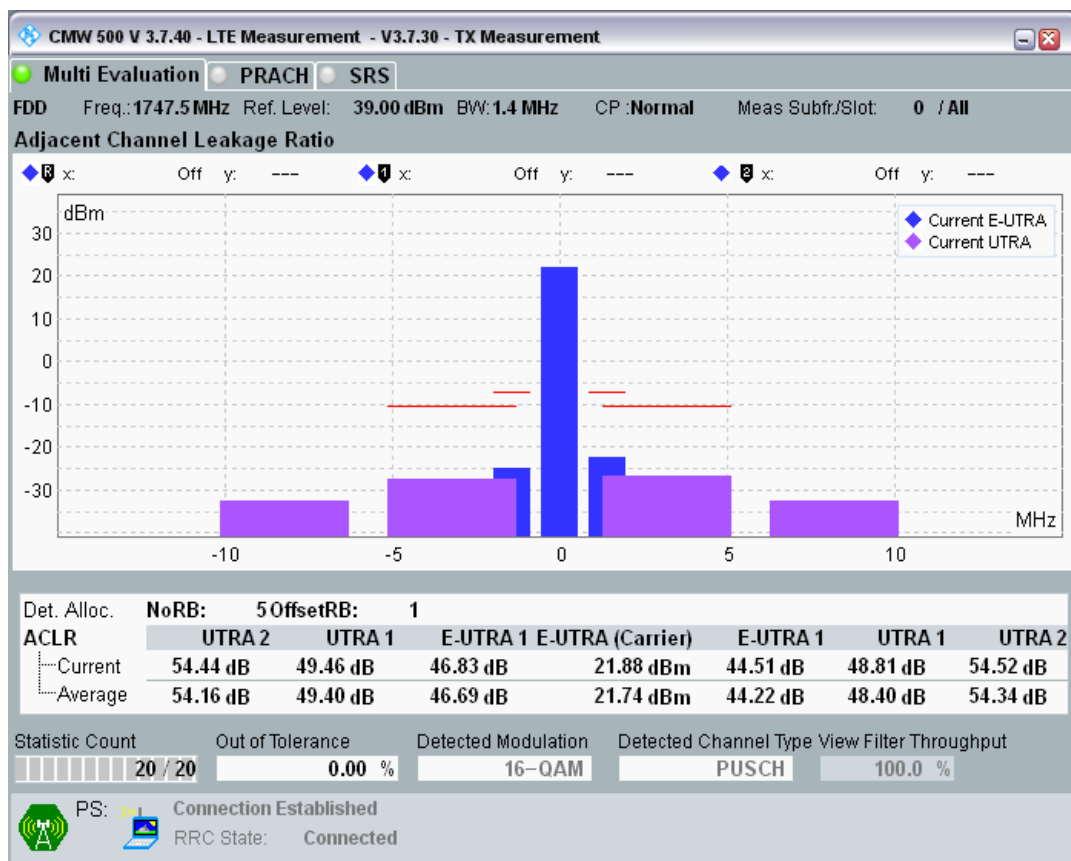 CMW 500 V 3.7.40 - LTE Measurement - V3.7.30 - TX Measurement
Multi Evaluation PRACH SRS
FDD Freq.: 1747.5 MHz Ref. Level: 39.00 dBm BW: 1.4 MHz CP :Normal Meas Subfr./Slot: 0 / All
Adjacent Channel Leakage Ratio
R x: Off y: --- 1 x: Off y: --- 2 x: Off y: ---
dBm
Current E-UTRA
Current UTRA
30
20
10
0
-10
-20
-30
MHz
-10 -5 0 5 10
Det. Alloc. NoRB: 5 OffsetRB: 1
ACLR UTRA 2 UTRA 1 E-UTRA 1 E-UTRA (Carrier) E-UTRA 1 UTRA 1 UTRA 2
Current 54.44 dB 49.46 dB 46.83 dB 21.88 dBm 44.51 dB 48.81 dB 54.52 dB
Average 54.16 dB 49.40 dB 46.69 dB 21.74 dBm 44.22 dB 48.40 dB 54.34 dB
Statistic Count Out of Tolerance Detected Modulation Detected Channel Type View Filter Throughput
20 / 20 0.00 % 16-QAM PUSCH 100.0 %
PS: Connection Established
RRC State: Connected